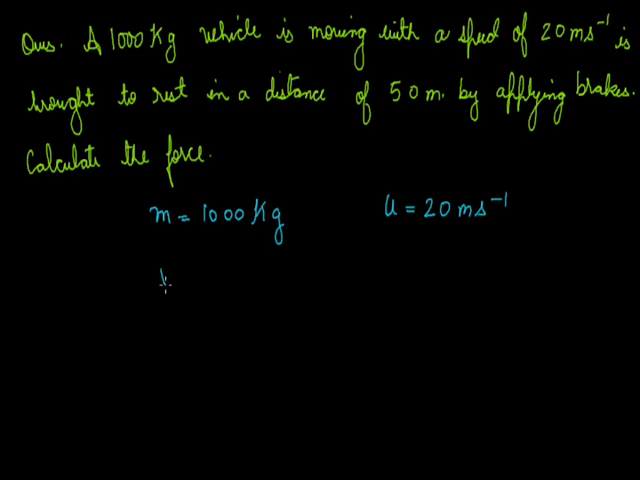 Ques. A 1000 Kg vehicle is moving with a speed of 20 ms⁻¹ is
brought to rest in a distance of 50 m. by applying brakes.
Calculate the force.
m = 1000 Kg u = 20 ms⁻¹